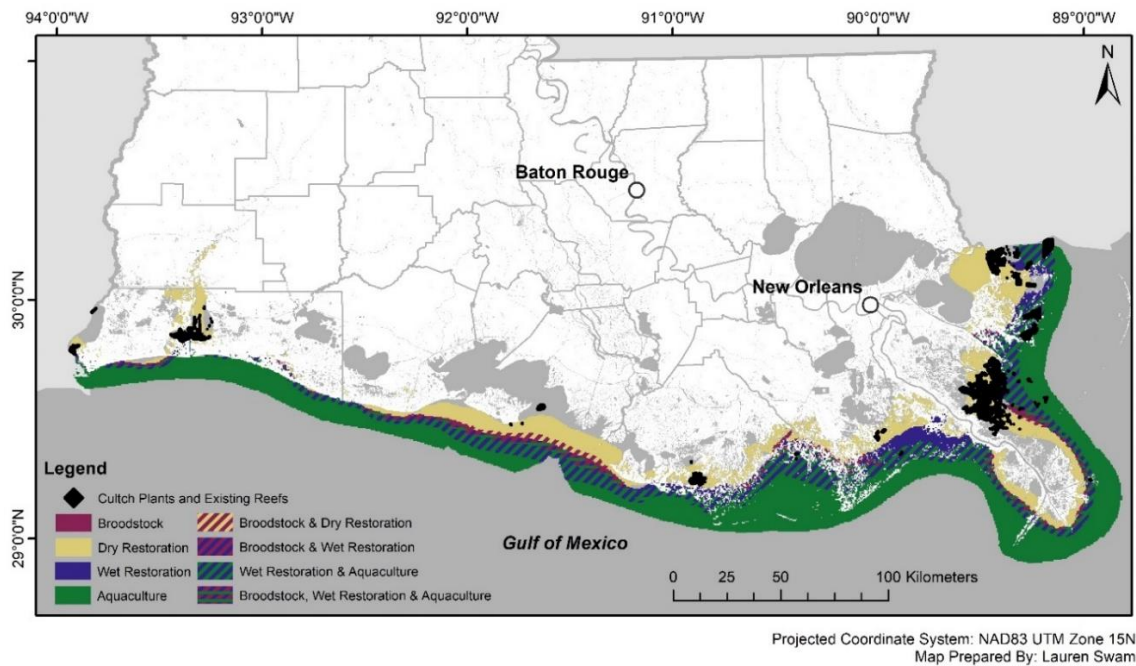 94°0'0"W 93°0'0"W 92°0'0"W 91°0'0"W 90°0'0"W 89°0'0"W
N
Baton Rouge
New Orleans
30°0'0"N
29°0'0"N
Gulf of Mexico
Legend
Cultch Plants and Existing Reefs
Broodstock
Broodstock & Dry Restoration
Dry Restoration
Broodstock & Wet Restoration
Wet Restoration
Wet Restoration & Aquaculture
Aquaculture
Broodstock, Wet Restoration & Aquaculture
0 25 50 100 Kilometers
Projected Coordinate System: NAD83 UTM Zone 15N
Map Prepared By: Lauren Swam